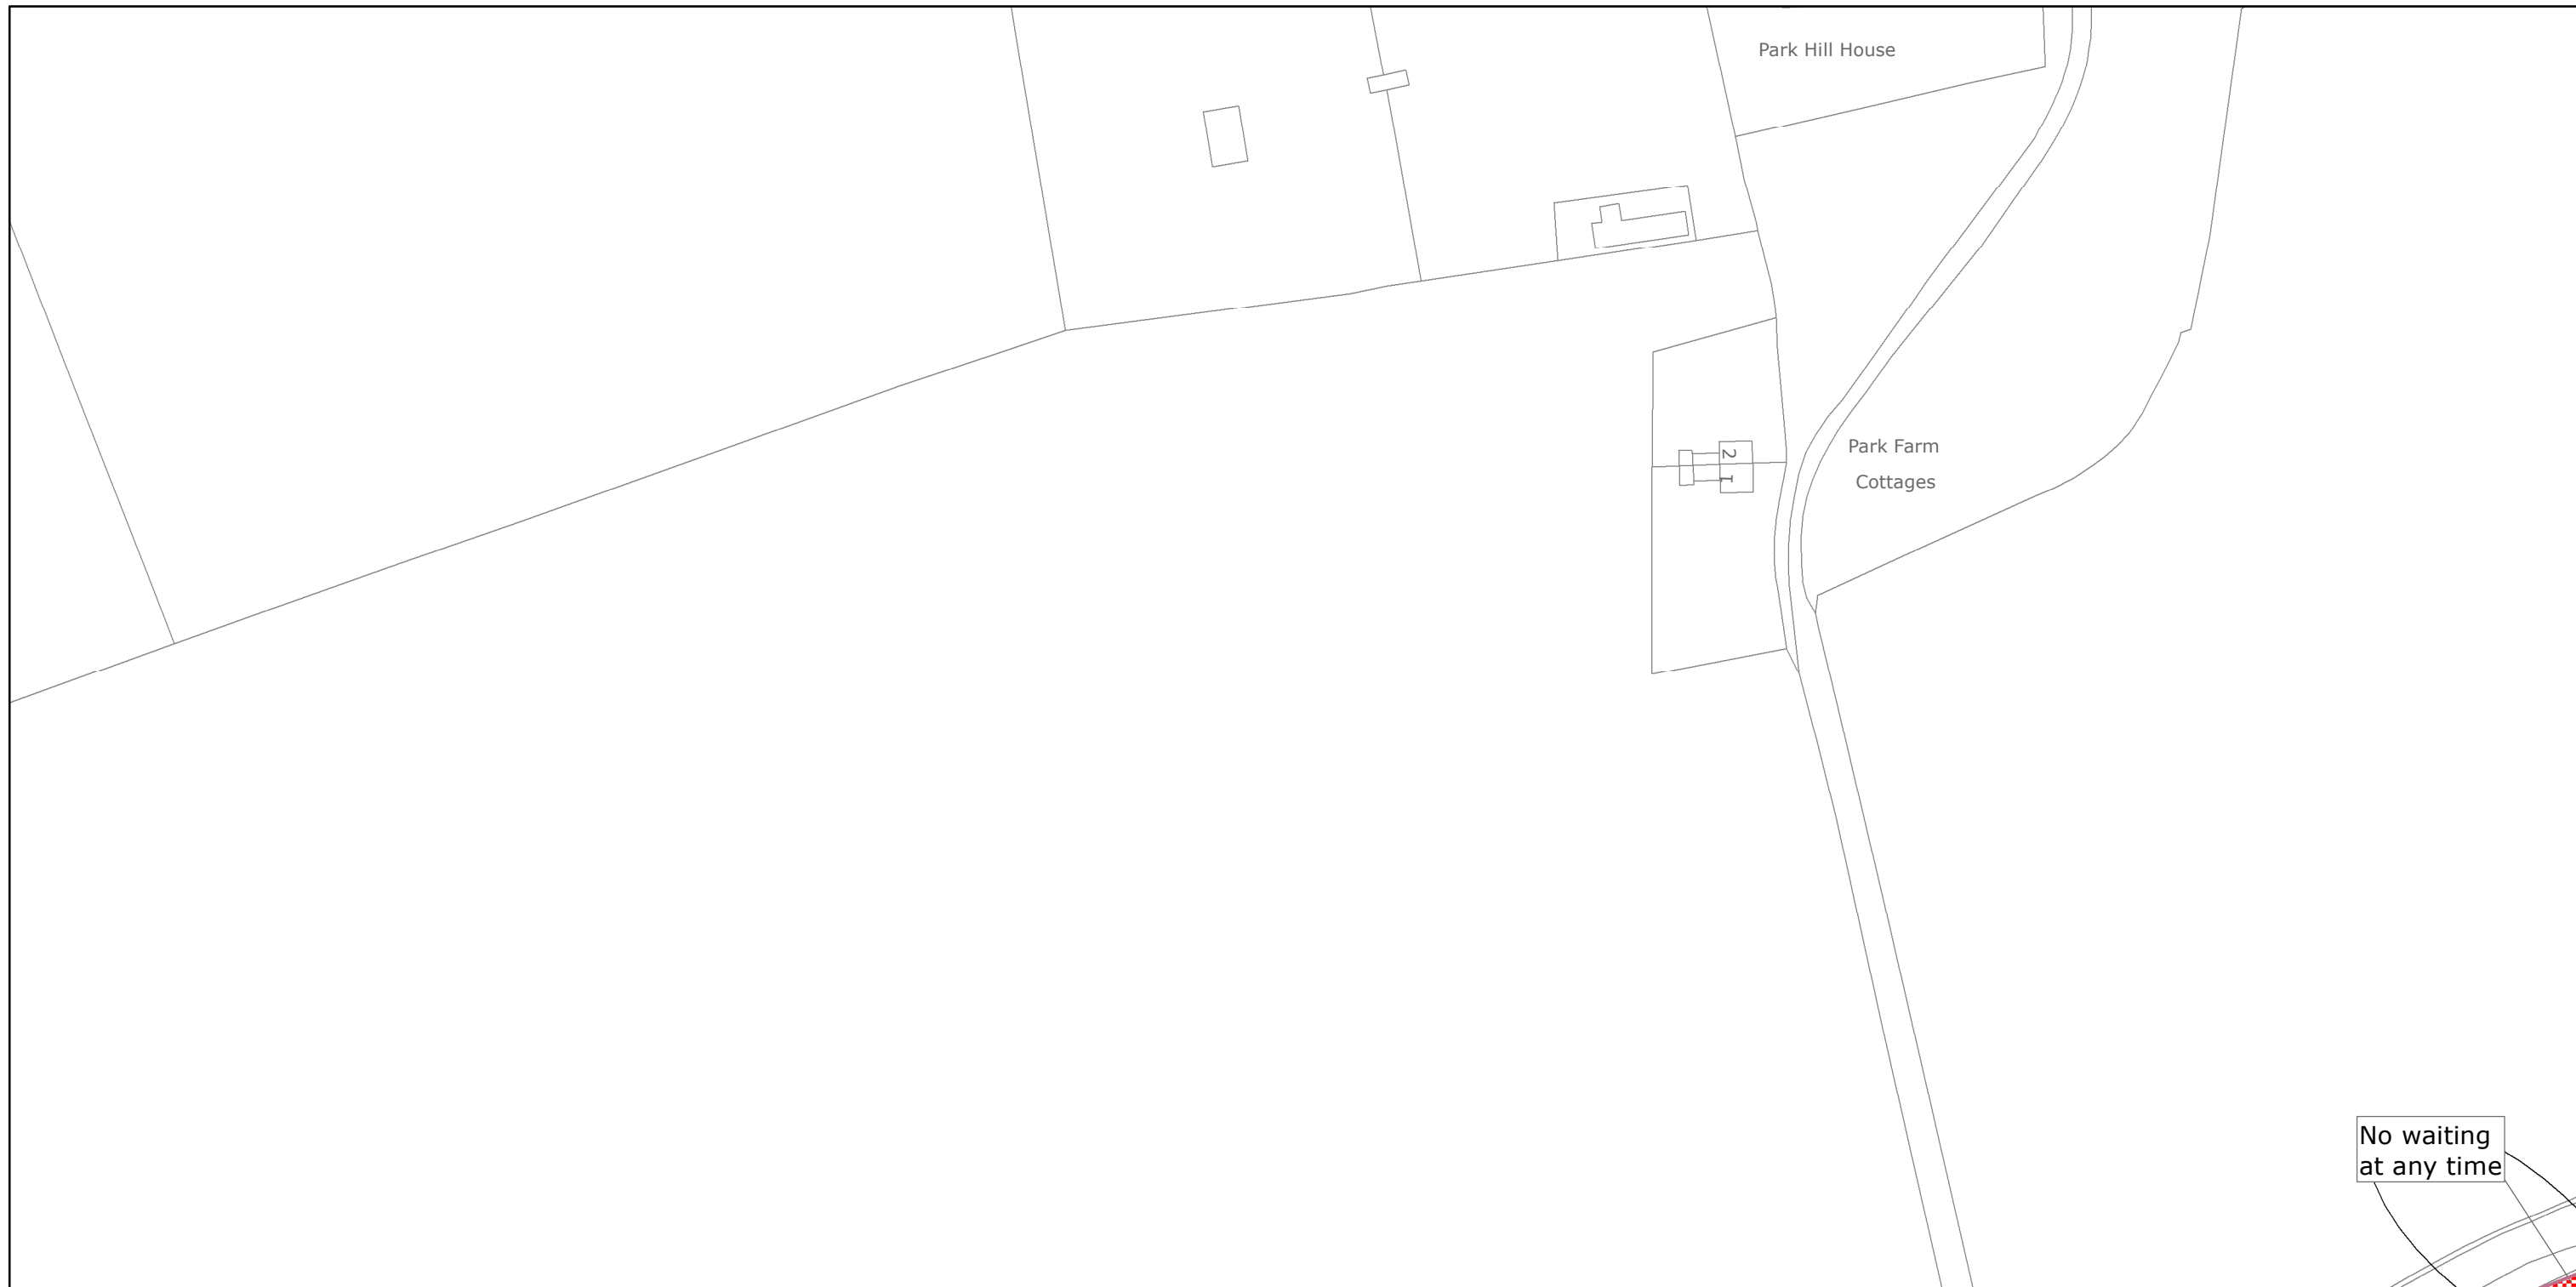 Park Hill House
Park Farm
Cottages
2
1
No waiting
at any time